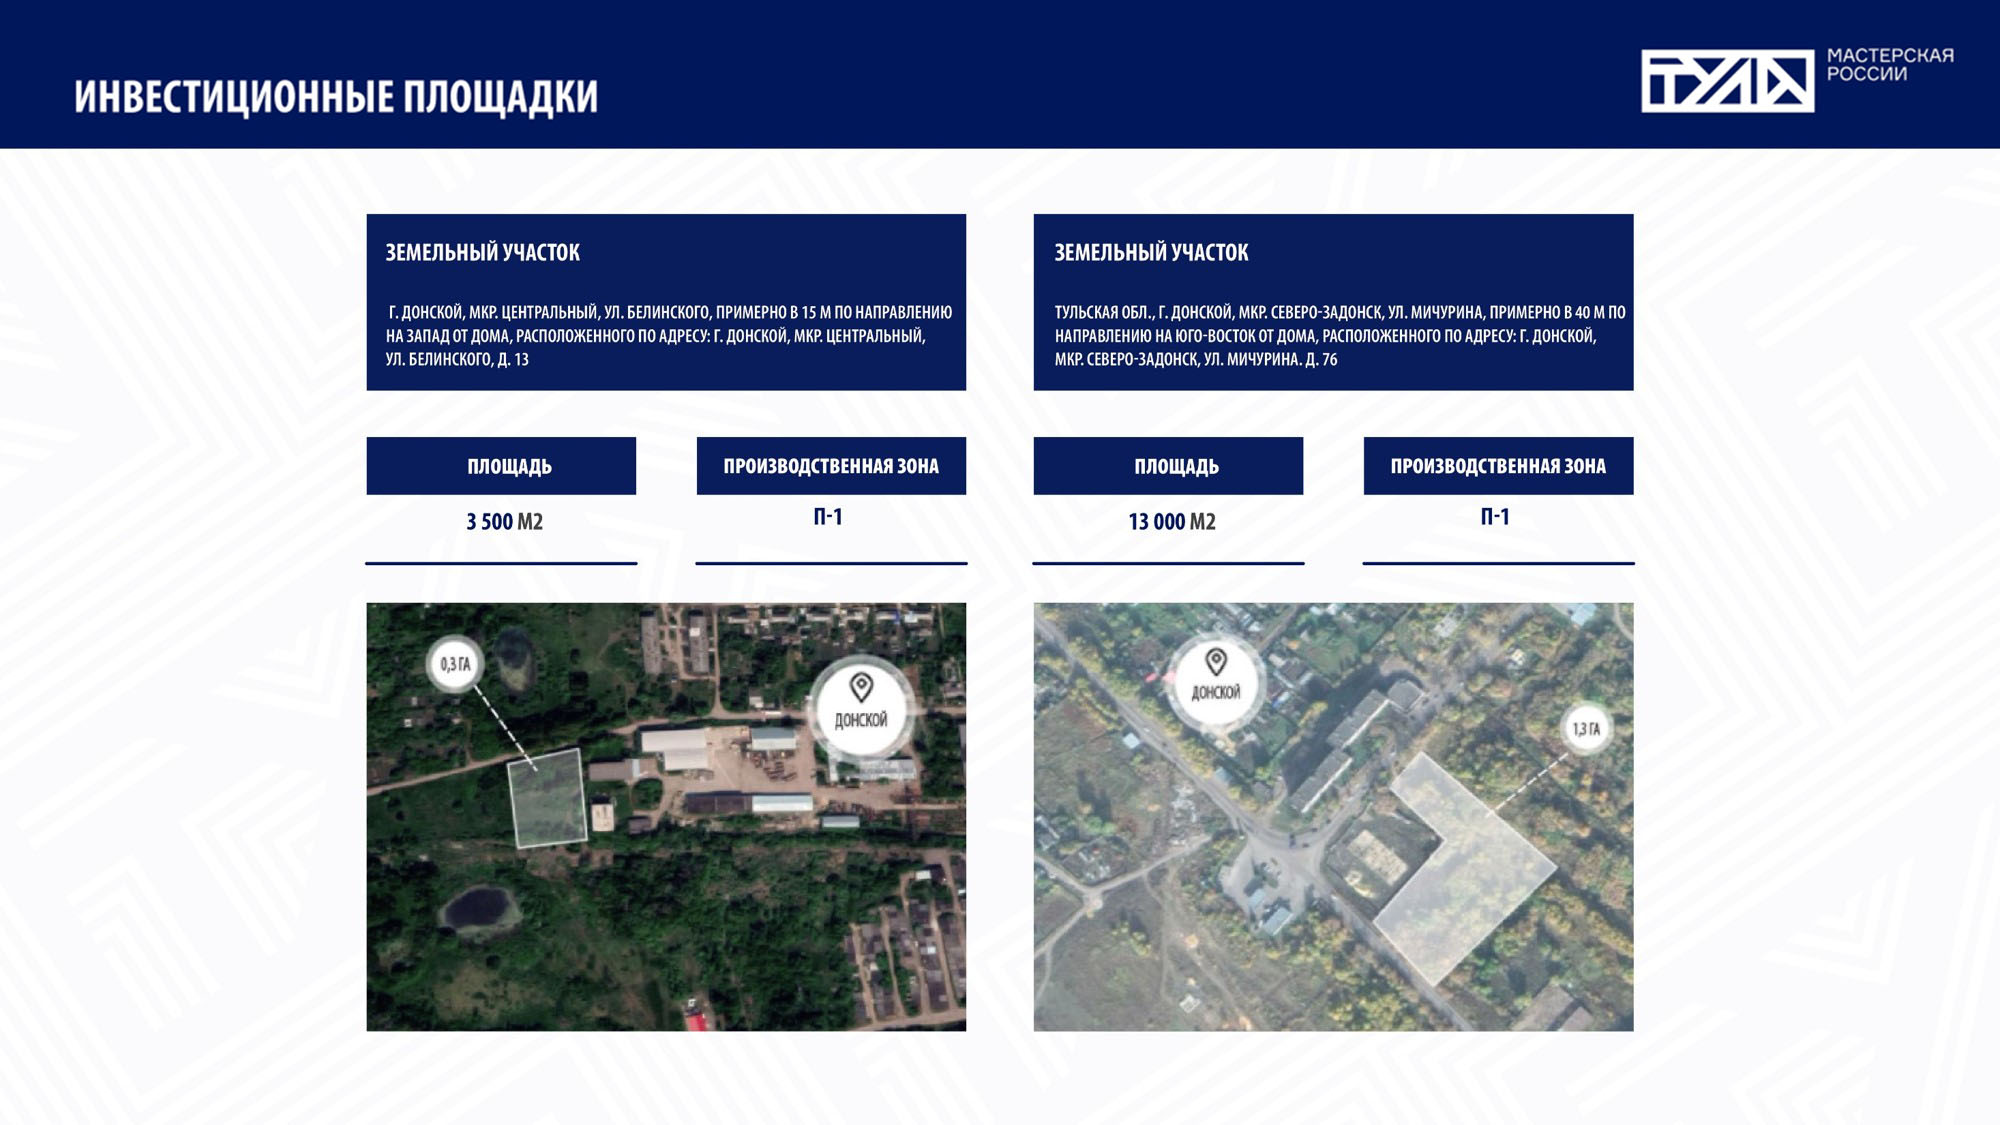 ИНВЕСТИЦИОННЫЕ ПЛОЩАДКИ
ТУЛА
МАСТЕРСКАЯ
РОССИИ
ЗЕМЕЛЬНЫЙ УЧАСТОК
Г. ДОНСКОЙ, МКР. ЦЕНТРАЛЬНЫЙ, УЛ. БЕЛИНСКОГО, ПРИМЕРНО В 15 М ПО НАПРАВЛЕНИЮ
НА ЗАПАД ОТ ДОМА, РАСПОЛОЖЕННОГО ПО АДРЕСУ: Г. ДОНСКОЙ, МКР. ЦЕНТРАЛЬНЫЙ,
УЛ. БЕЛИНСКОГО, Д. 13
ПЛОЩАДЬ
3 500 М2
ПРОИЗВОДСТВЕННАЯ ЗОНА
П-1
0,3 ГА
ДОНСКОЙ
ЗЕМЕЛЬНЫЙ УЧАСТОК
ТУЛЬСКАЯ ОБЛ., Г. ДОНСКОЙ, МКР. СЕВЕРО-ЗАДОНСК, УЛ. МИЧУРИНА, ПРИМЕРНО В 40 М ПО
НАПРАВЛЕНИЮ НА ЮГО-ВОСТОК ОТ ДОМА, РАСПОЛОЖЕННОГО ПО АДРЕСУ: Г. ДОНСКОЙ,
МКР. СЕВЕРО-ЗАДОНСК, УЛ. МИЧУРИНА. Д. 76
ПЛОЩАДЬ
13 000 М2
ПРОИЗВОДСТВЕННАЯ ЗОНА
П-1
ДОНСКОЙ
1,3 ГА